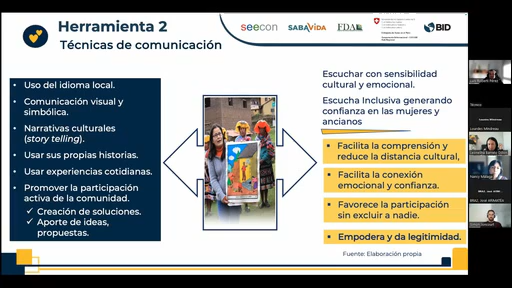 Herramienta 2
Técnicas de comunicación
seecon
SABAVIDA
FDAL
BID
• Uso del idioma local.
• Comunicación visual y
simbólica.
• Narrativas culturales
(story telling).
• Usar sus propias historias.
• Usar experiencias cotidianas.
• Promover la participación
activa de la comunidad.
✓ Creación de soluciones.
✓ Aporte de ideas,
propuestas.
Escuchar con sensibilidad
cultural y emocional.
Escucha Inclusiva generando
confianza en las mujeres y
ancianos
• Facilita la comprensión y
reduce la distancia cultural,
• Facilita la conexión
emocional y confianza.
• Favorece la participación
sin excluir a nadie.
• Empodera y da legitimidad.
Fuente: Elaboración propia